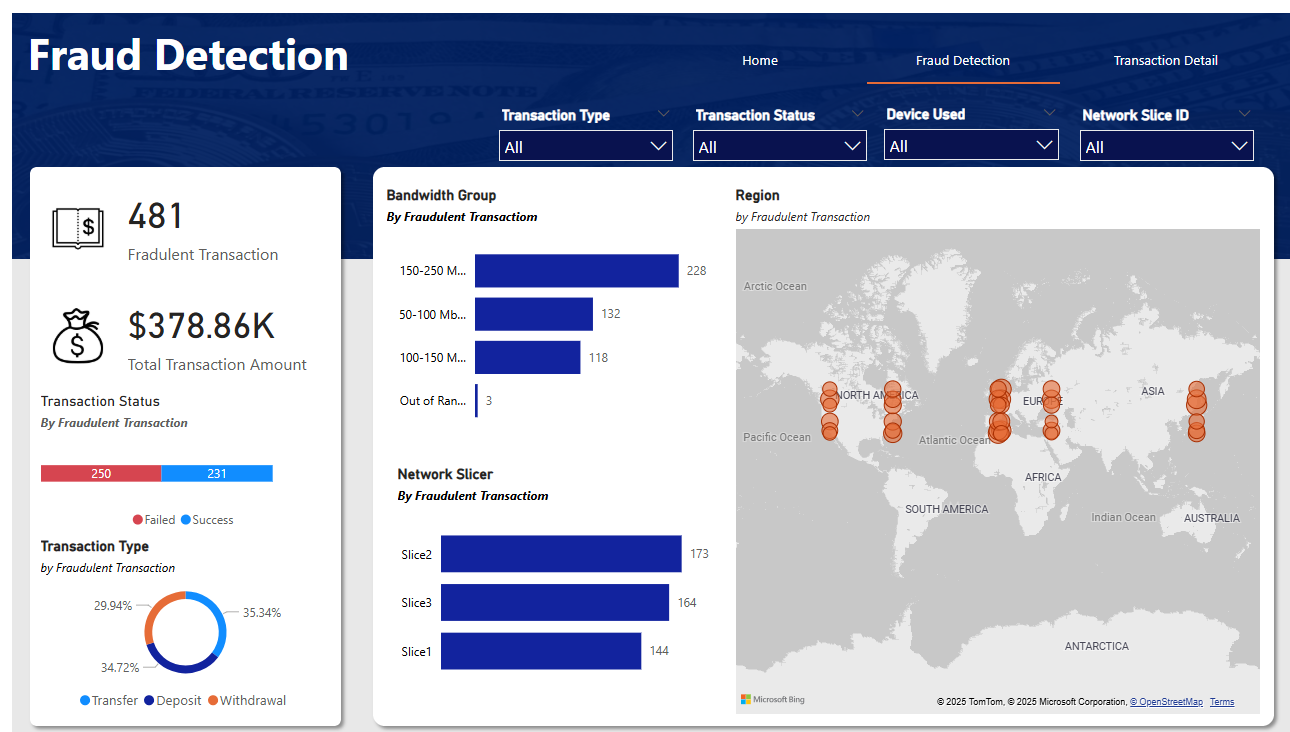 Fraud Detection
Home
Fraud Detection
Transaction Detail
Transaction Type
Transaction Status
Device Used
Network Slice ID
All
All
All
All
481
Fradulent Transaction
$378.86K
Total Transaction Amount
Transaction Status
By Fraudulent Transaction
250
231
Failed
Success
Transaction Type
by Fraudulent Transaction
29.94%
35.34%
34.72%
Transfer
Deposit
Withdrawal
Bandwidth Group
By Fraudulent Transactiom
150-250 M...
228
50-100 Mb...
132
100-150 M...
118
Out of Ran...
3
Network Slicer
By Fraudulent Transactiom
Slice2
173
Slice3
164
Slice1
144
Region
by Fraudulent Transaction
Arctic Ocean
NORTH AMERICA
EUROPE
ASIA
Pacific Ocean
Atlantic Ocean
AFRICA
SOUTH AMERICA
Indian Ocean
AUSTRALIA
ANTARCTICA
Microsoft Bing
© 2025 TomTom, © 2025 Microsoft Corporation, © OpenStreetMap Terms